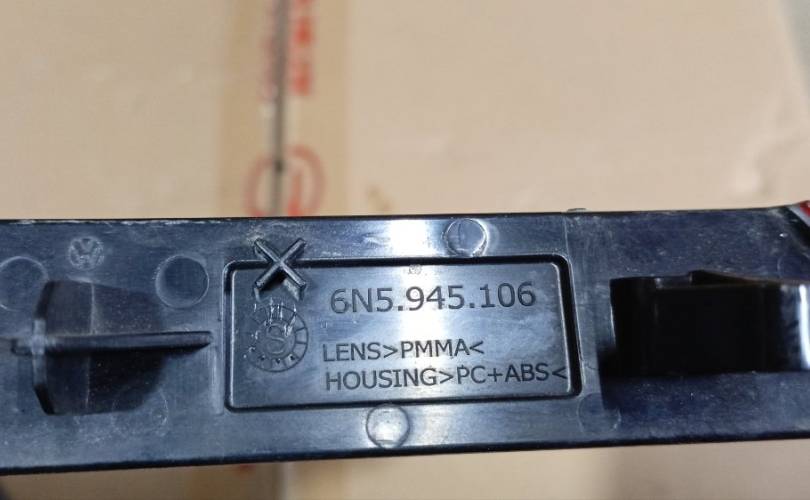 6N5.945.106
LENS>PMMA<
HOUSING>PC+ABS<